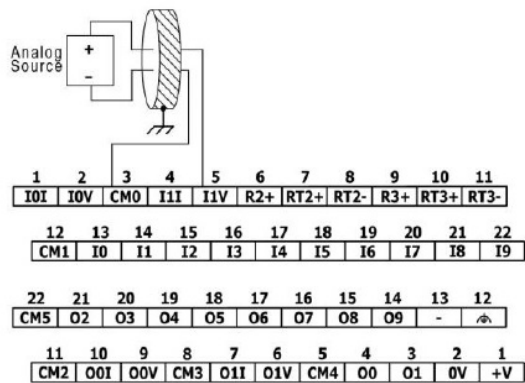 +
Analog
Source
-
1 2 3 4 5 6 7 8 9 10 11
I0I I0V CM0 I1I I1V R2+ RT2+ RT2- R3+ RT3+ RT3-
12 13 14 15 16 17 18 19 20 21 22
CM1 I0 I1 I2 I3 I4 I5 I6 I7 I8 I9
22 21 20 19 18 17 16 15 14 13 12
CM5 O2 O3 O4 O5 O6 O7 O8 O9 -
11 10 9 8 7 6 5 4 3 2 1
CM2 O0I O0V CM3 O1I O1V CM4 O0 O1 0V +V